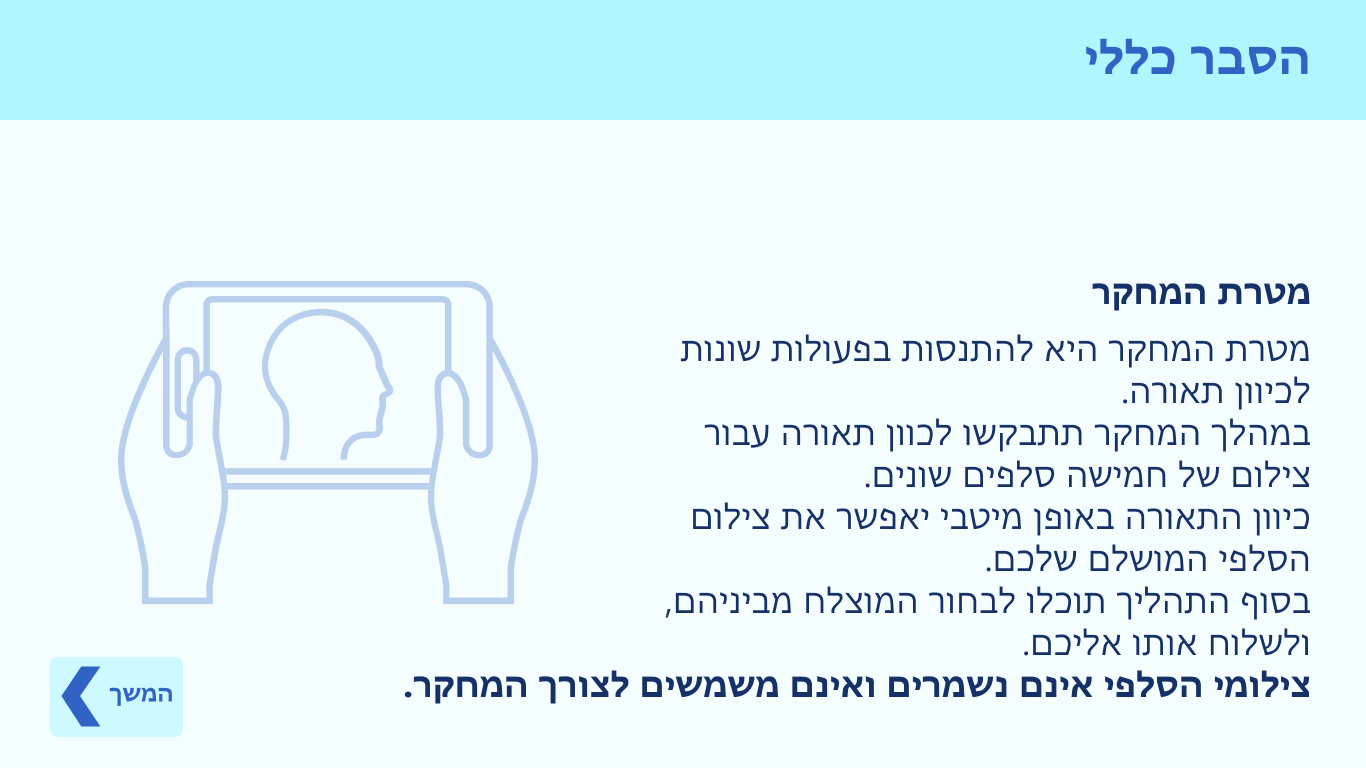 הסבר כללי
מטרת המחקר
מטרת המחקר היא להתנסות בפעולות שונות
לכיוון תאורה.
במהלך המחקר תתבקשו לכוון תאורה עבור
צילום של חמישה סלפים שונים.
כיוון התאורה באופן מיטבי יאפשר את צילום
הסלפי המושלם שלכם.
בסוף התהליך תוכלו לבחור המוצלח מביניהם,
ולשלוח אותו אליכם.
צילומי הסלפי אינם נשמרים ואינם משמשים לצורך המחקר.
המשך